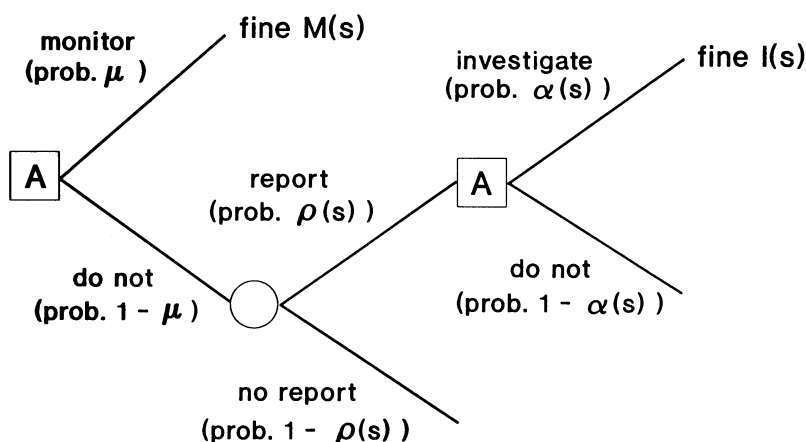 monitor
(prob. μ )
fine M(s)
A
do not
(prob. 1 - μ )
report
(prob. ρ(s) )
no report
(prob. 1 - ρ(s) )
A
investigate
(prob. α(s) )
fine I(s)
do not
(prob. 1 - α(s) )